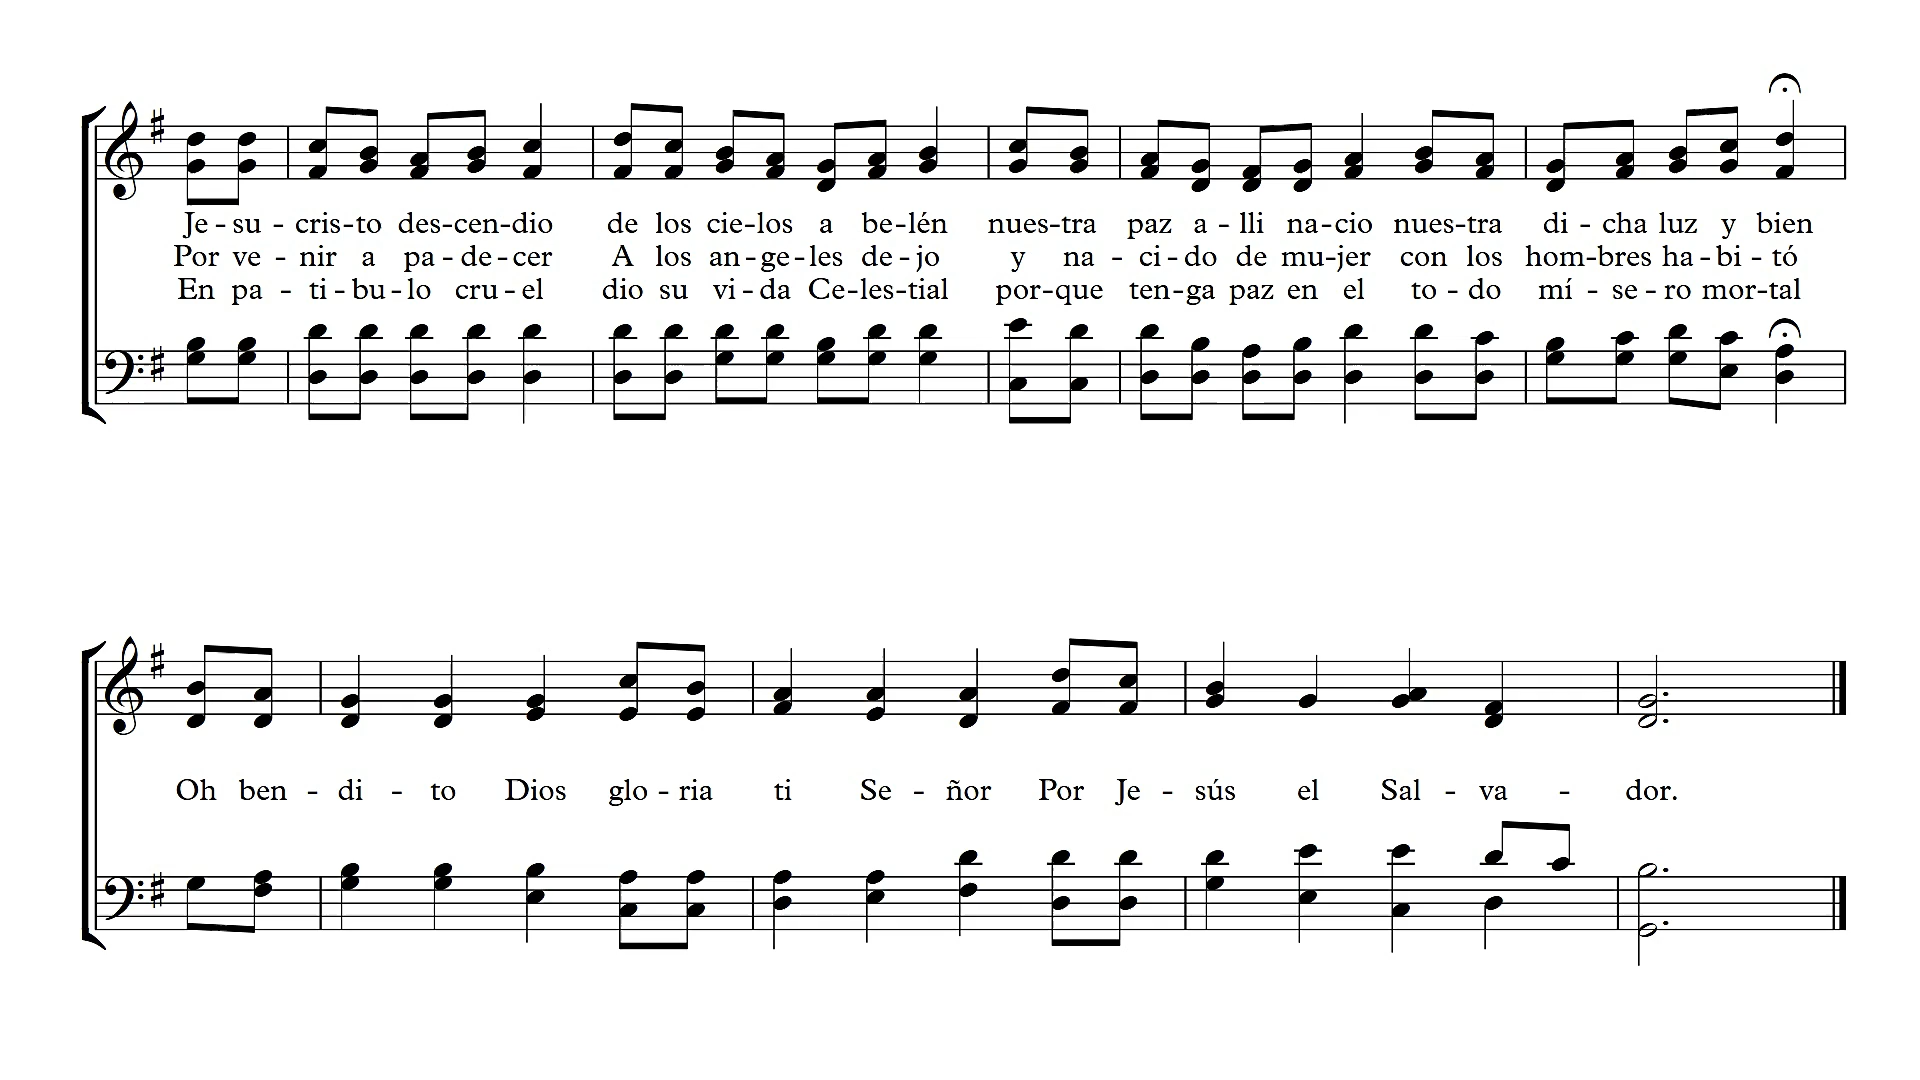 Je - su - cris-to des-cen-dio de los cie-los a be-lén nues-tra paz a - lli na-cio nues-tra di - cha luz y bien
Por ve - nir a pa - de-cer A los an-ge-les de-jo y na - ci-do de mu-jer con los hom-bres ha-bi-tó
En pa - ti-bu-lo cru-el dio su vi-da Ce-les-tial por-que ten-ga paz en el to-do mí - se-ro mor-tal
Oh ben - di - to Dios glo - ria ti Se - ñor Por Je - sús el Sal - va - dor.